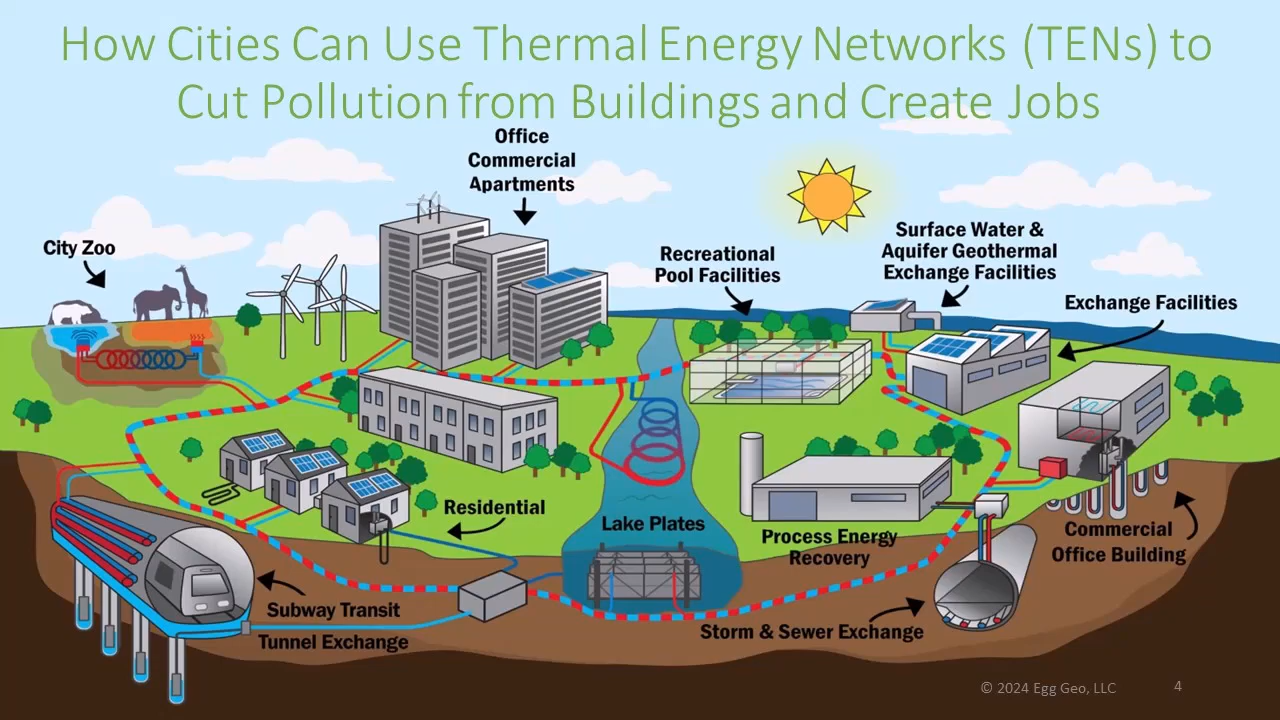 How Cities Can Use Thermal Energy Networks (TENs) to
Cut Pollution from Buildings and Create Jobs
Office
Commercial
Apartments
City Zoo
Recreational
Pool Facilities
Surface Water &
Aquifer Geothermal
Exchange Facilities
Exchange Facilities
Residential
Lake Plates
Process Energy
Recovery
Commercial
Office Building
Subway Transit
Tunnel Exchange
Storm & Sewer Exchange
© 2024 Egg Geo, LLC
4